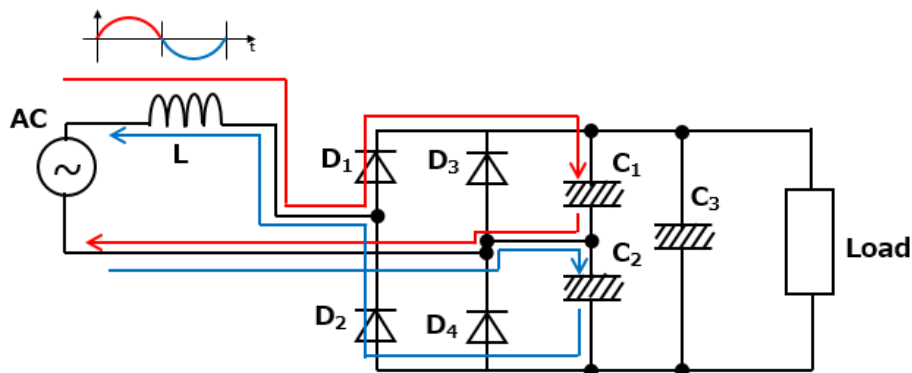 t
AC
L
D₁
D₃
C₁
C₃
C₂
Load
D₂
D₄